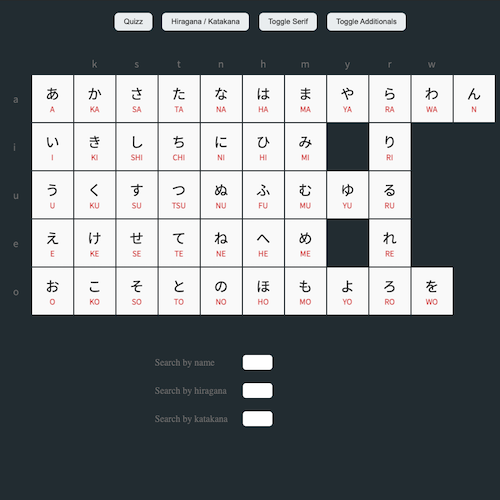 Quizz Hiragana / Katakana Toggle Serif Toggle Additionals
k s t n h m y r w
a あ か さ た な は ま や ら わ ん
A KA SA TA NA HA MA YA RA WA N
i い き し ち に ひ み り
I KI SHI CHI NI HI MI RI
u う く す つ ぬ ふ む ゆ る
U KU SU TSU NU FU MU YU RU
e え け せ て ね へ め れ
E KE SE TE NE HE ME RE
o お こ そ と の ほ も よ ろ を
O KO SO TO NO HO MO YO RO WO
Search by name
Search by hiragana
Search by katakana